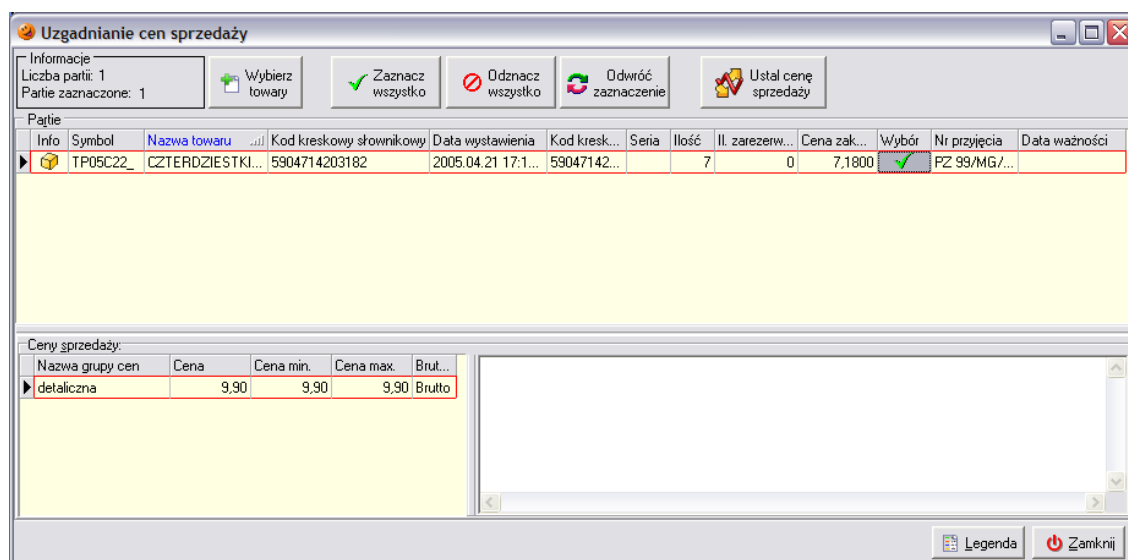 Uzgadnianie cen sprzedaży
Informacje
Liczba partii: 1
Partie zaznaczone: 1
Wybierz towary
Zaznacz wszystko
Odznacz wszystko
Odwróć zaznaczenie
Ustal cenę sprzedaży
Partie
Info Symbol Nazwa towaru Kod kreskowy słownikowy Data wystawienia Kod kresk... Seria Ilość Il. zarezerw... Cena zak... Wybór Nr przyjęcia Data ważności
TP05C22_ CZTERDZIESTKI... 5904714203182 2005.04.21 17:1... 59047142... 7 0 7,1800 PZ 99/MG/...
Ceny sprzedaży:
Nazwa grupy cen Cena Cena min. Cena max. Brut...
detaliczna 9,90 9,90 9,90 Brutto
Legenda Zamknij